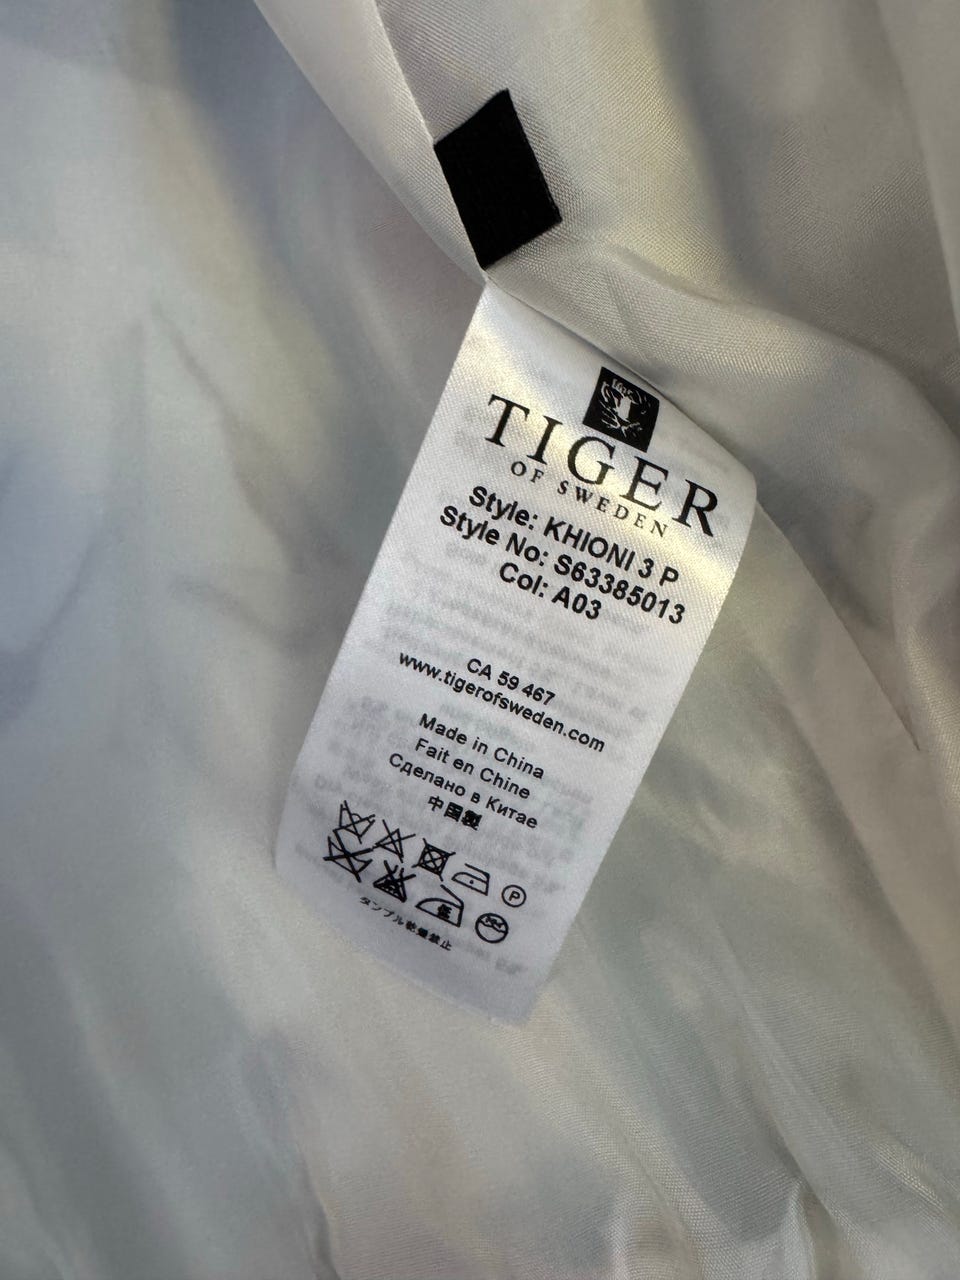 TIGER
OF SWEDEN
Style: KHIONI 3 P
Style No: S63385013
Col: A03
CA 59 467
www.tigerofsweden.com
Made in China
Fait en Chine
Сделано в Китае
中国製
P
低
タンブル乾燥禁止